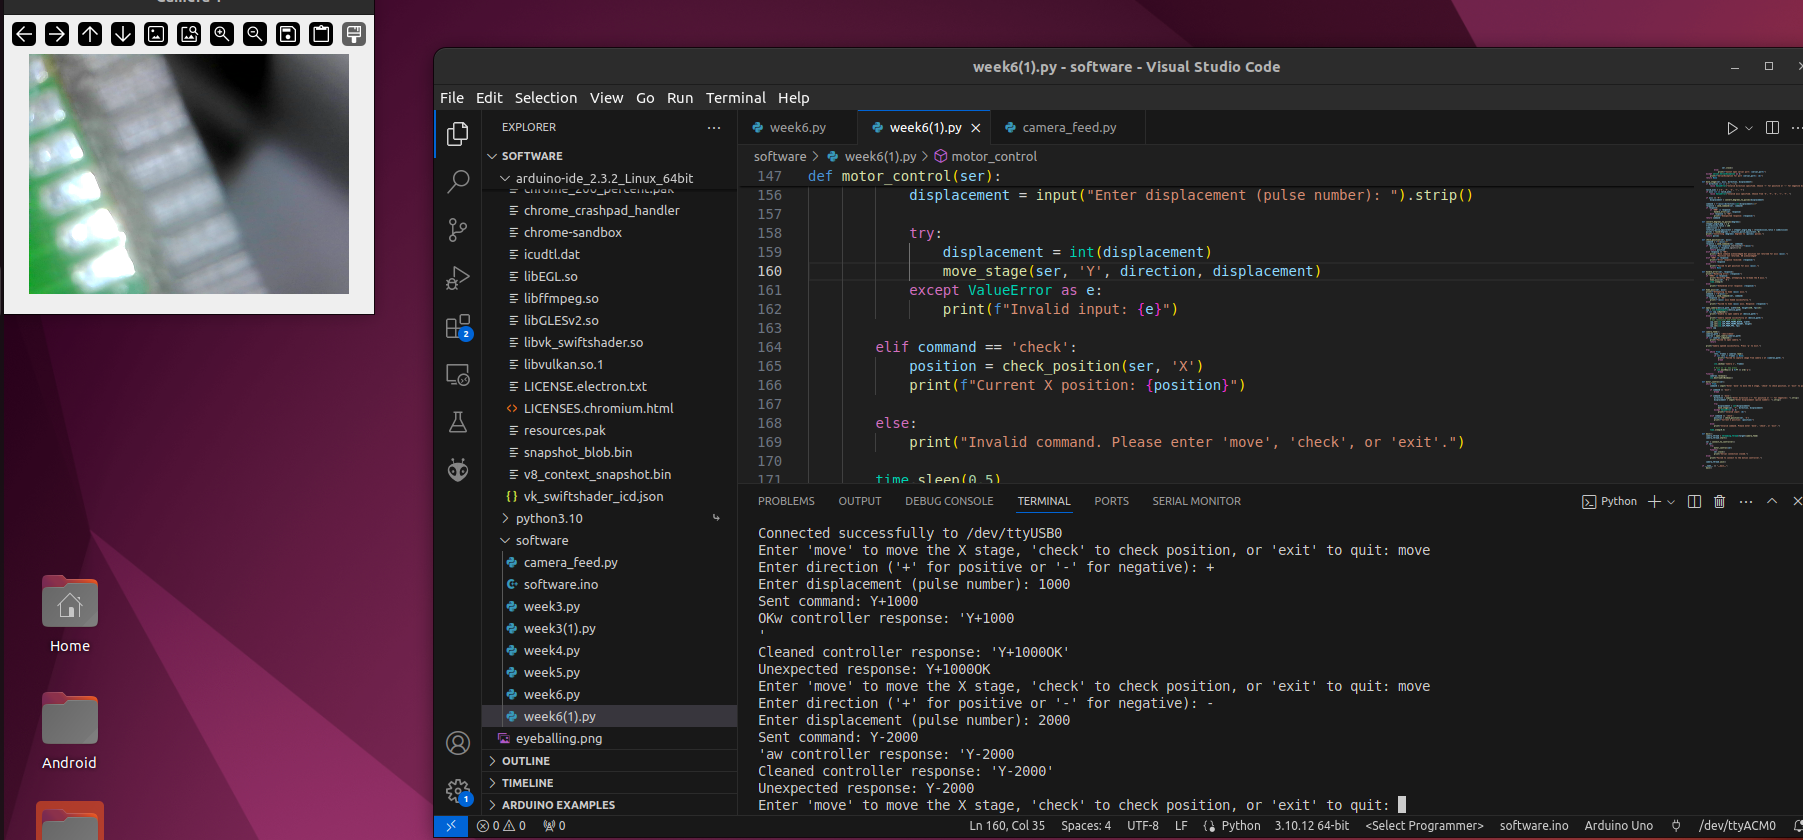 week6(1).py - software - Visual Studio Code
File Edit Selection View Go Run Terminal Help
EXPLORER
SOFTWARE
arduino-ide_2.3.2_Linux_64bit
chrome_200_percent.pak
chrome_crashpad_handler
chrome-sandbox
icudtl.dat
libEGL.so
libffmpeg.so
libGLESv2.so
libvk_swiftshader.so
libvulkan.so.1
LICENSE.electron.txt
LICENSES.chromium.html
resources.pak
snapshot_blob.bin
v8_context_snapshot.bin
vk_swiftshader_icd.json
python3.10
software
camera_feed.py
software.ino
week3.py
week3(1).py
week4.py
week5.py
week6.py
week6(1).py
eyeballing.png
OUTLINE
TIMELINE
ARDUINO EXAMPLES
2
1
week6.py week6(1).py camera_feed.py
software > week6(1).py > motor_control
147 def motor_control(ser):
156 displacement = input("Enter displacement (pulse number): ").strip()
157
158 try:
159 displacement = int(displacement)
160 move_stage(ser, 'Y', direction, displacement)
161 except ValueError as e:
162 print(f"Invalid input: {e}")
163
164 elif command == 'check':
165 position = check_position(ser, 'X')
166 print(f"Current X position: {position}")
167
168 else:
169 print("Invalid command. Please enter 'move', 'check', or 'exit'.")
170
171 time.sleep(0.5)
PROBLEMS OUTPUT DEBUG CONSOLE TERMINAL PORTS SERIAL MONITOR
Python
Connected successfully to /dev/ttyUSB0
Enter 'move' to move the X stage, 'check' to check position, or 'exit' to quit: move
Enter direction ('+' for positive or '-' for negative): +
Enter displacement (pulse number): 1000
Sent command: Y+1000
OKw controller response: 'Y+1000
'
Cleaned controller response: 'Y+1000OK'
Unexpected response: Y+1000OK
Enter 'move' to move the X stage, 'check' to check position, or 'exit' to quit: move
Enter direction ('+' for positive or '-' for negative): -
Enter displacement (pulse number): 2000
Sent command: Y-2000
'aw controller response: 'Y-2000
Cleaned controller response: 'Y-2000'
Unexpected response: Y-2000
Enter 'move' to move the X stage, 'check' to check position, or 'exit' to quit:
0 0 0 Ln 160, Col 35 Spaces: 4 UTF-8 LF Python 3.10.12 64-bit <Select Programmer> software.ino Arduino Uno /dev/ttyACM0
Home
Android